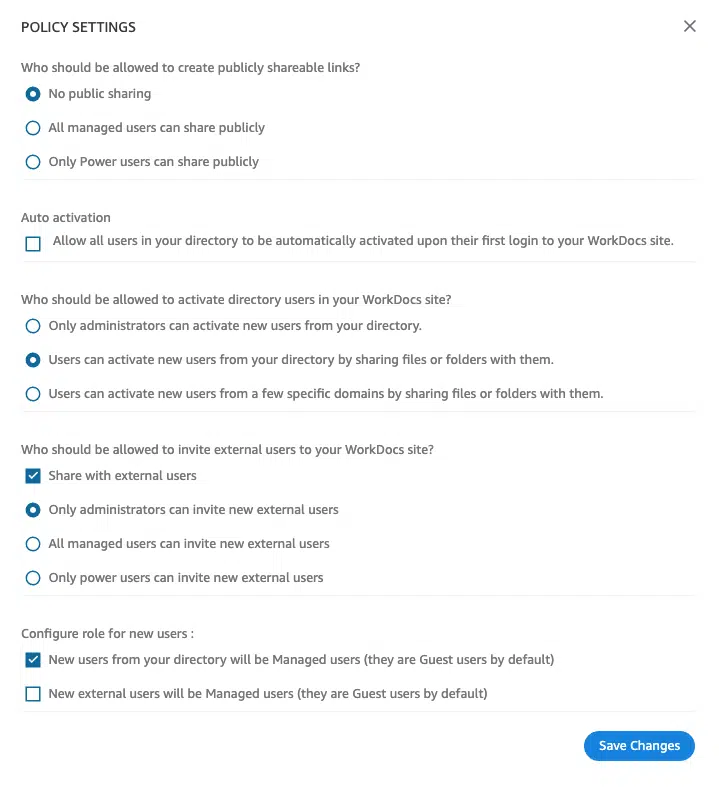 POLICY SETTINGS
Who should be allowed to create publicly shareable links?
No public sharing
All managed users can share publicly
Only Power users can share publicly
Auto activation
Allow all users in your directory to be automatically activated upon their first login to your WorkDocs site.
Who should be allowed to activate directory users in your WorkDocs site?
Only administrators can activate new users from your directory.
Users can activate new users from your directory by sharing files or folders with them.
Users can activate new users from a few specific domains by sharing files or folders with them.
Who should be allowed to invite external users to your WorkDocs site?
Share with external users
Only administrators can invite new external users
All managed users can invite new external users
Only power users can invite new external users
Configure role for new users :
New users from your directory will be Managed users (they are Guest users by default)
New external users will be Managed users (they are Guest users by default)
Save Changes